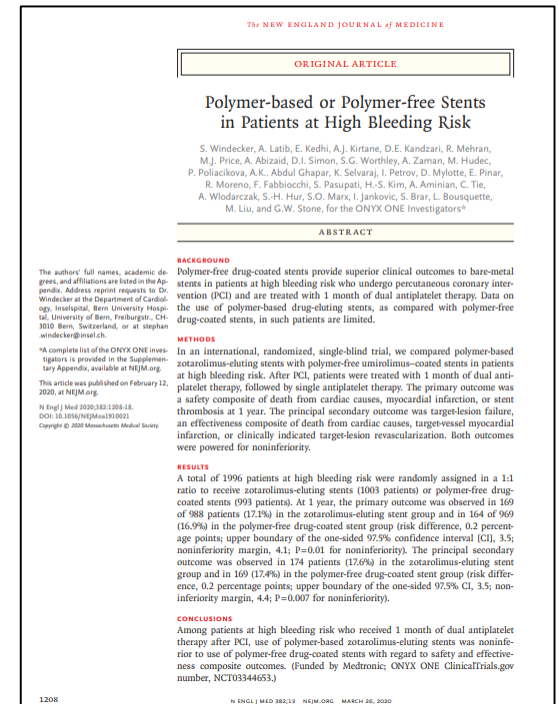 The NEW ENGLAND JOURNAL of MEDICINE
ORIGINAL ARTICLE
Polymer-based or Polymer-free Stents
in Patients at High Bleeding Risk
S. Windecker, A. Latib, E. Kedhi, A.J. Kirtane, D.E. Kandzari, R. Mehran,
M.J. Price, A. Abizaid, D.I. Simon, S.G. Worthley, A. Zaman, M. Hudec,
P. Poliacikova, A.K.. Abdul Ghapar, K. Selvaraj, I. Petrov, D. Mylotte, E. Pinar,
R. Moreno, F. Fabbiocchi, S. Pasupati, H.-S. Kim, A. Aminian, C. Tie,
A. Wlodarczak, S.-H. Hur, S.O. Marx, I. Jankovic, S. Brar, L. Bousquette,
M. Liu, and G.W. Stone, for the ONYX ONE Investigators*
ABSTRACT
The authors' full names, academic de-
grees, and affiliations are listed in the Ap-
pendix. Address reprint requests to Dr.
Windecker at the Department of Cardiol-
ogy, Inselspital, Bern University Hospi-
tal, University of Bern, Freiburgstr., CH-
3010 Bern, Switzerland, or at stephan
.windecker@insel.ch.
*A complete list of the ONYX ONE inves-
tigators is provided in the Supplemen-
tary Appendix, available at NEJM.org.
This article was published on February 12,
2020, at NEJM.org.
N Engl J Med 2020;382:1208-18.
DOI: 10.1056/NEJMoa1910021
Copyright © 2020 Massachusetts Medical Society.
BACKGROUND
Polymer-free drug-coated stents provide superior clinical outcomes to bare-metal
stents in patients at high bleeding risk who undergo percutaneous coronary inter-
vention (PCI) and are treated with 1 month of dual antiplatelet therapy. Data on
the use of polymer-based drug-eluting stents, as compared with polymer-free
drug-coated stents, in such patients are limited.
METHODS
In an international, randomized, single-blind trial, we compared polymer-based
zotarolimus-eluting stents with polymer-free umirolimus–coated stents in patients
at high bleeding risk. After PCI, patients were treated with 1 month of dual anti-
platelet therapy, followed by single antiplatelet therapy. The primary outcome was
a safety composite of death from cardiac causes, myocardial infarction, or stent
thrombosis at 1 year. The principal secondary outcome was target-lesion failure,
an effectiveness composite of death from cardiac causes, target-vessel myocardial
infarction, or clinically indicated target-lesion revascularization. Both outcomes
were powered for noninferiority.
RESULTS
A total of 1996 patients at high bleeding risk were randomly assigned in a 1:1
ratio to receive zotarolimus-eluting stents (1003 patients) or polymer-free drug-
coated stents (993 patients). At 1 year, the primary outcome was observed in 169
of 988 patients (17.1%) in the zotarolimus-eluting stent group and in 164 of 969
(16.9%) in the polymer-free drug-coated stent group (risk difference, 0.2 percent-
age points; upper boundary of the one-sided 97.5% confidence interval [CI], 3.5;
noninferiority margin, 4.1; P=0.01 for noninferiority). The principal secondary
outcome was observed in 174 patients (17.6%) in the zotarolimus-eluting stent
group and in 169 (17.4%) in the polymer-free drug-coated stent group (risk differ-
ence, 0.2 percentage points; upper boundary of the one-sided 97.5% CI, 3.5; non-
inferiority margin, 4.4; P=0.007 for noninferiority).
CONCLUSIONS
Among patients at high bleeding risk who received 1 month of dual antiplatelet
therapy after PCI, use of polymer-based zotarolimus-eluting stents was noninfe-
rior to use of polymer-free drug-coated stents with regard to safety and effective-
ness composite outcomes. (Funded by Medtronic; ONYX ONE ClinicalTrials.gov
number, NCT03344653.)
1208
N ENGL J MED 382;13 NEJM.ORG MARCH 26, 2020